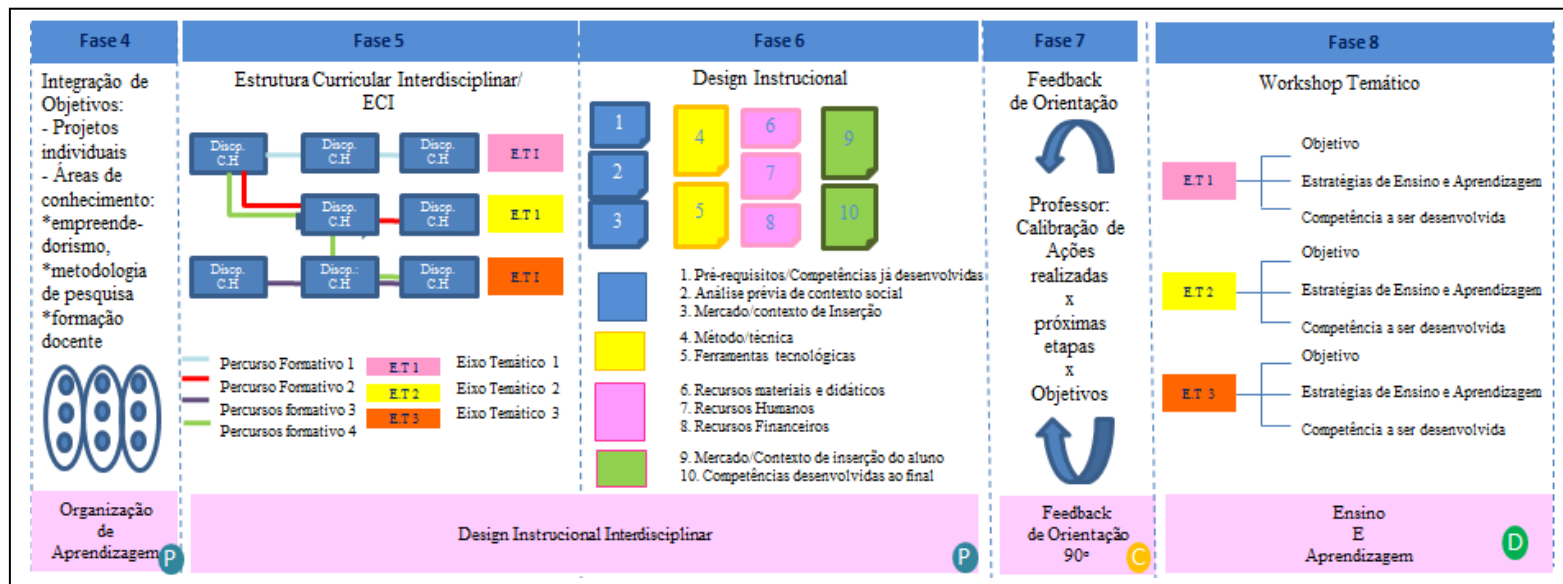 Fase 4
Integração de
Objetivos:
- Projetos
individuais
- Áreas de
conhecimento:
*empreende-
dorismo,
*metodologia
de pesquisa
*formação
docente
Organização
de
Aprendizagem
P
Fase 5
Estrutura Curricular Interdisciplinar/
ECI
Discp.
C.H
Discp.
C.H
Discp.
C.H
E.T I
Discp.
C.H
Discp.
C.H
E.T 1
Discp.
C.H
Discp.:
C.H
Discp.
C.H
E.T I
Percurso Formativo 1
Percurso Formativo 2
Percursos formativo 3
Percursos formativo 4
E.T 1
Eixo Temático 1
E.T 2
Eixo Temático 2
E.T 3
Eixo Temático 3
Fase 6
Design Instrucional
1
2
3
4
5
6
7
8
9
10
1. Pré-requisitos/Competências já desenvolvidas
2. Análise prévia de contexto social
3. Mercado/contexto de Inserção
4. Método/técnica
5. Ferramentas tecnológicas
6. Recursos materiais e didáticos
7. Recursos Humanos
8. Recursos Financeiros
9. Mercado/Contexto de inserção do aluno
10. Competências desenvolvidas ao final
Design Instrucional Interdisciplinar
P
Fase 7
Feedback
de Orientação
Professor:
Calibração de
Ações
realizadas
x
próximas
etapas
x
Objetivos
Feedback
de Orientação
90º
C
Fase 8
Workshop Temático
E.T 1
Objetivo
Estratégias de Ensino e Aprendizagem
Competência a ser desenvolvida
E.T 2
Objetivo
Estratégias de Ensino e Aprendizagem
Competência a ser desenvolvida
E.T 3
Objetivo
Estratégias de Ensino e Aprendizagem
Competência a ser desenvolvida
Ensino
E
Aprendizagem
D